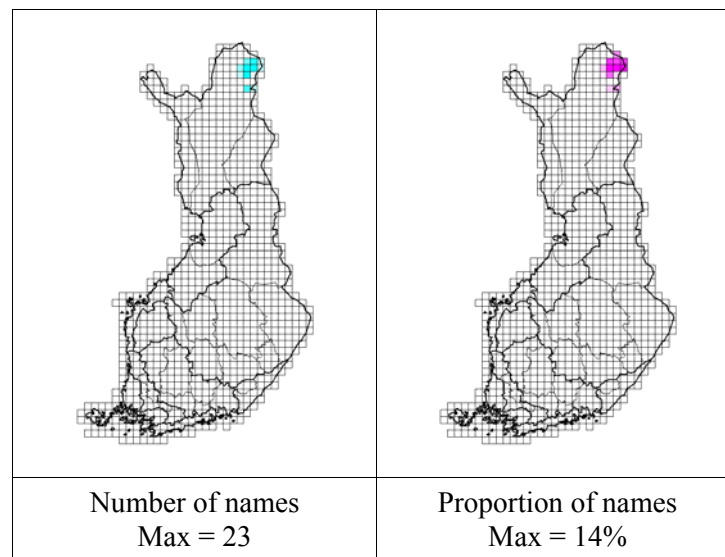 Number of names
Max = 23
Proportion of names
Max = 14%